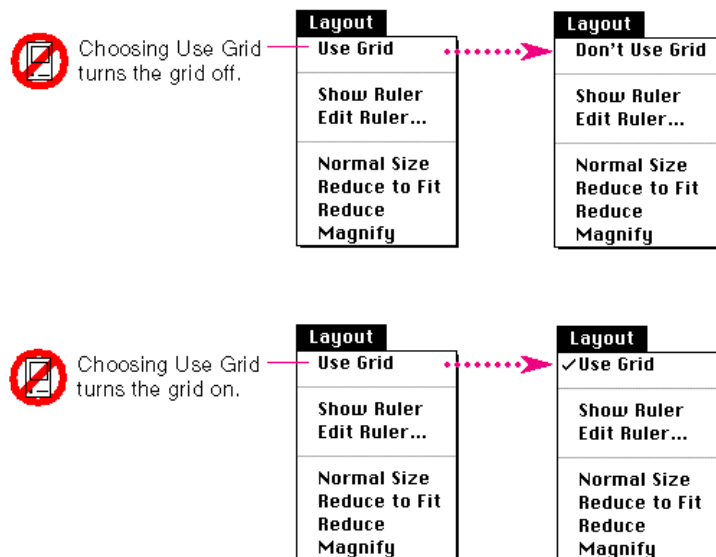 Choosing Use Grid
turns the grid off.
Layout
Use Grid
Show Ruler
Edit Ruler...
Normal Size
Reduce to Fit
Reduce
Magnify
Layout
Don't Use Grid
Show Ruler
Edit Ruler...
Normal Size
Reduce to Fit
Reduce
Magnify
Choosing Use Grid
turns the grid on.
Layout
Use Grid
Show Ruler
Edit Ruler...
Normal Size
Reduce to Fit
Reduce
Magnify
Layout
✓Use Grid
Show Ruler
Edit Ruler...
Normal Size
Reduce to Fit
Reduce
Magnify